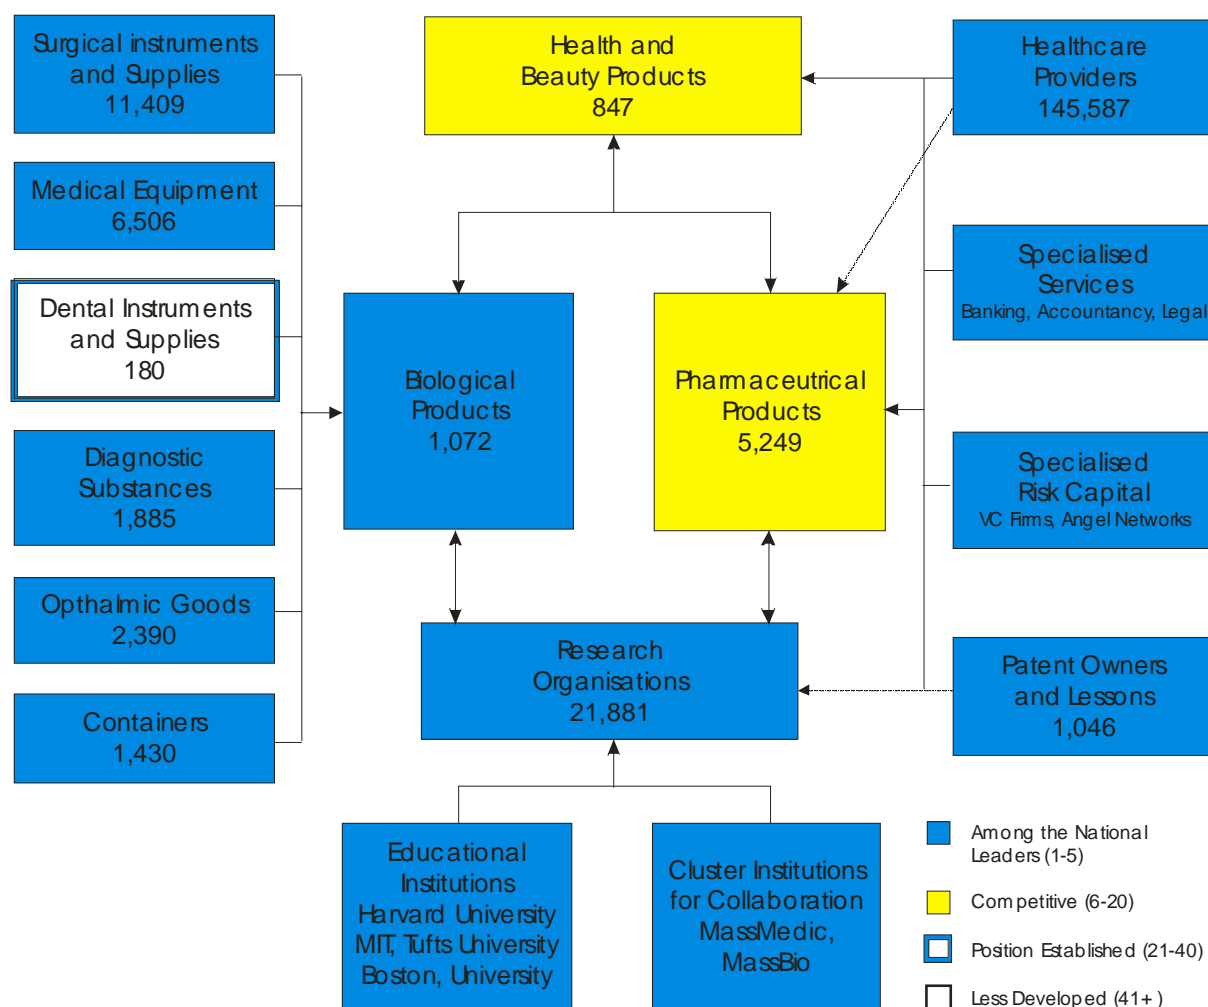 Surgical instruments
and Supplies
11,409
Medical Equipment
6,506
Dental Instruments
and Supplies
180
Diagnostic
Substances
1,885
Opthalmic Goods
2,390
Containers
1,430
Health and
Beauty Products
847
Biological
Products
1,072
Pharmaceutrical
Products
5,249
Research
Organisations
21,881
Educational
Institutions
Harvard University
MIT, Tufts University
Boston, University
Cluster Institutions
for Collaboration
MassMedic,
MassBio
Healthcare
Providers
145,587
Specialised
Services
Banking, Accountancy, Legal
Specialised
Risk Capital
VC Firms, Angel Networks
Patent Owners
and Lessons
1,046
Among the National
Leaders (1-5)
Competitive (6-20)
Position Established (21-40)
Less Developed (41+ )